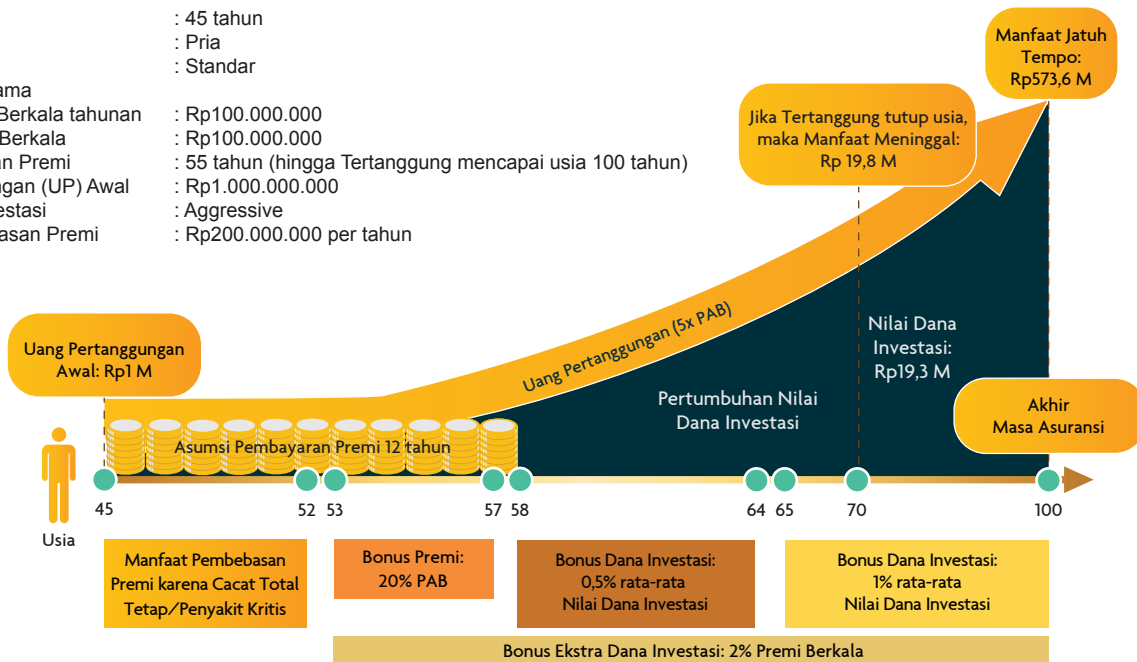 : 45 tahun
: Pria
: Standar
ama
Berkala tahunan : Rp100.000.000
Berkala : Rp100.000.000
an Premi : 55 tahun (hingga Tertanggung mencapai usia 100 tahun)
ngan (UP) Awal : Rp1.000.000.000
estasi : Aggressive
asan Premi : Rp200.000.000 per tahun
Manfaat Jatuh
Tempo:
Rp573,6 M
Jika Tertanggung tutup usia,
maka Manfaat Meninggal:
Rp 19,8 M
Uang Pertanggungan
Awal: Rp1 M
Uang Pertanggungan (5x PAB)
Nilai Dana
Investasi:
Rp19,3 M
Pertumbuhan Nilai
Dana Investasi
Akhir
Masa Asuransi
Asumsi Pembayaran Premi 12 tahun
Usia
45 52 53 57 58 64 65 70 100
Manfaat Pembebasan
Premi karena Cacat Total
Tetap/Penyakit Kritis
Bonus Premi:
20% PAB
Bonus Dana Investasi:
0,5% rata-rata
Nilai Dana Investasi
Bonus Dana Investasi:
1% rata-rata
Nilai Dana Investasi
Bonus Ekstra Dana Investasi: 2% Premi Berkala